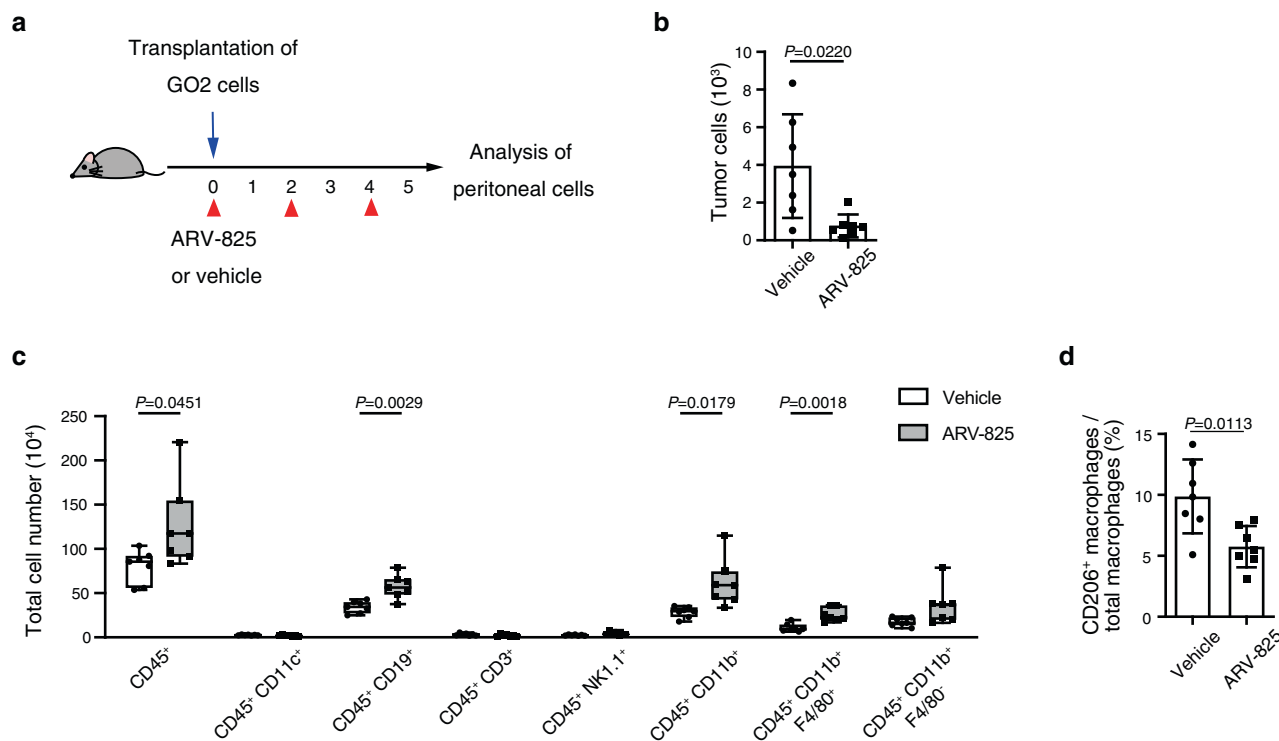 a
Transplantation of
GO2 cells
0 1 2 3 4 5
Analysis of
peritoneal cells
ARV-825
or vehicle
b
P=0.0220
Tumor cells (10³)
10
8
6
4
2
0
Vehicle
ARV-825
c
P=0.0451
P=0.0029
P=0.0179
P=0.0018
Vehicle
ARV-825
Total cell number (10⁴)
250
200
150
100
50
0
CD45⁺
CD45⁺ CD11c⁺
CD45⁺ CD19⁺
CD45⁺ CD3⁺
CD45⁺ NK1.1⁺
CD45⁺ CD11b⁺
CD45⁺ CD11b⁺
F4/80⁺
CD45⁺ CD11b⁺
F4/80⁻
d
P=0.0113
CD206⁺ macrophages /
total macrophages (%)
15
10
5
0
Vehicle
ARV-825